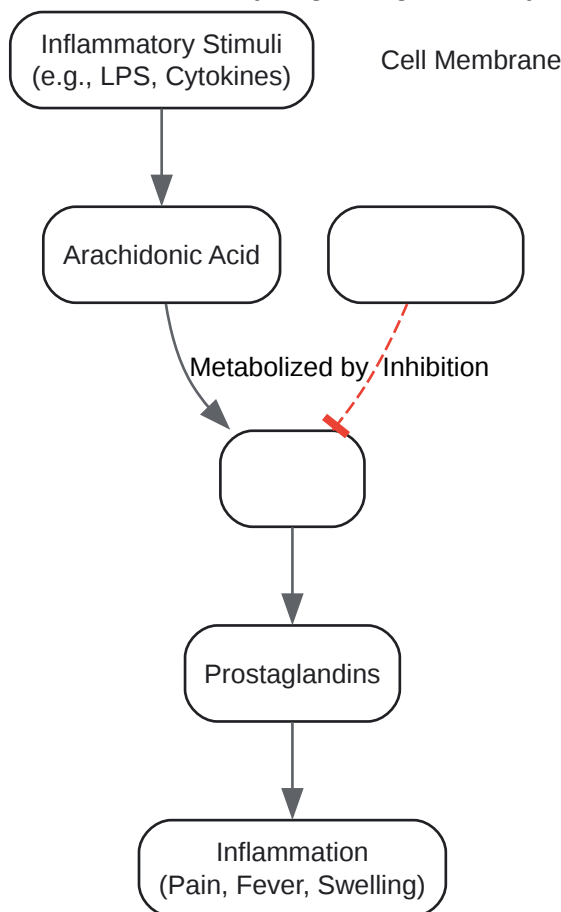 Inflammatory Stimuli
(e.g., LPS, Cytokines)
Cell Membrane
Arachidonic Acid
Metabolized by
Inhibition
Prostaglandins
Inflammation
(Pain, Fever, Swelling)